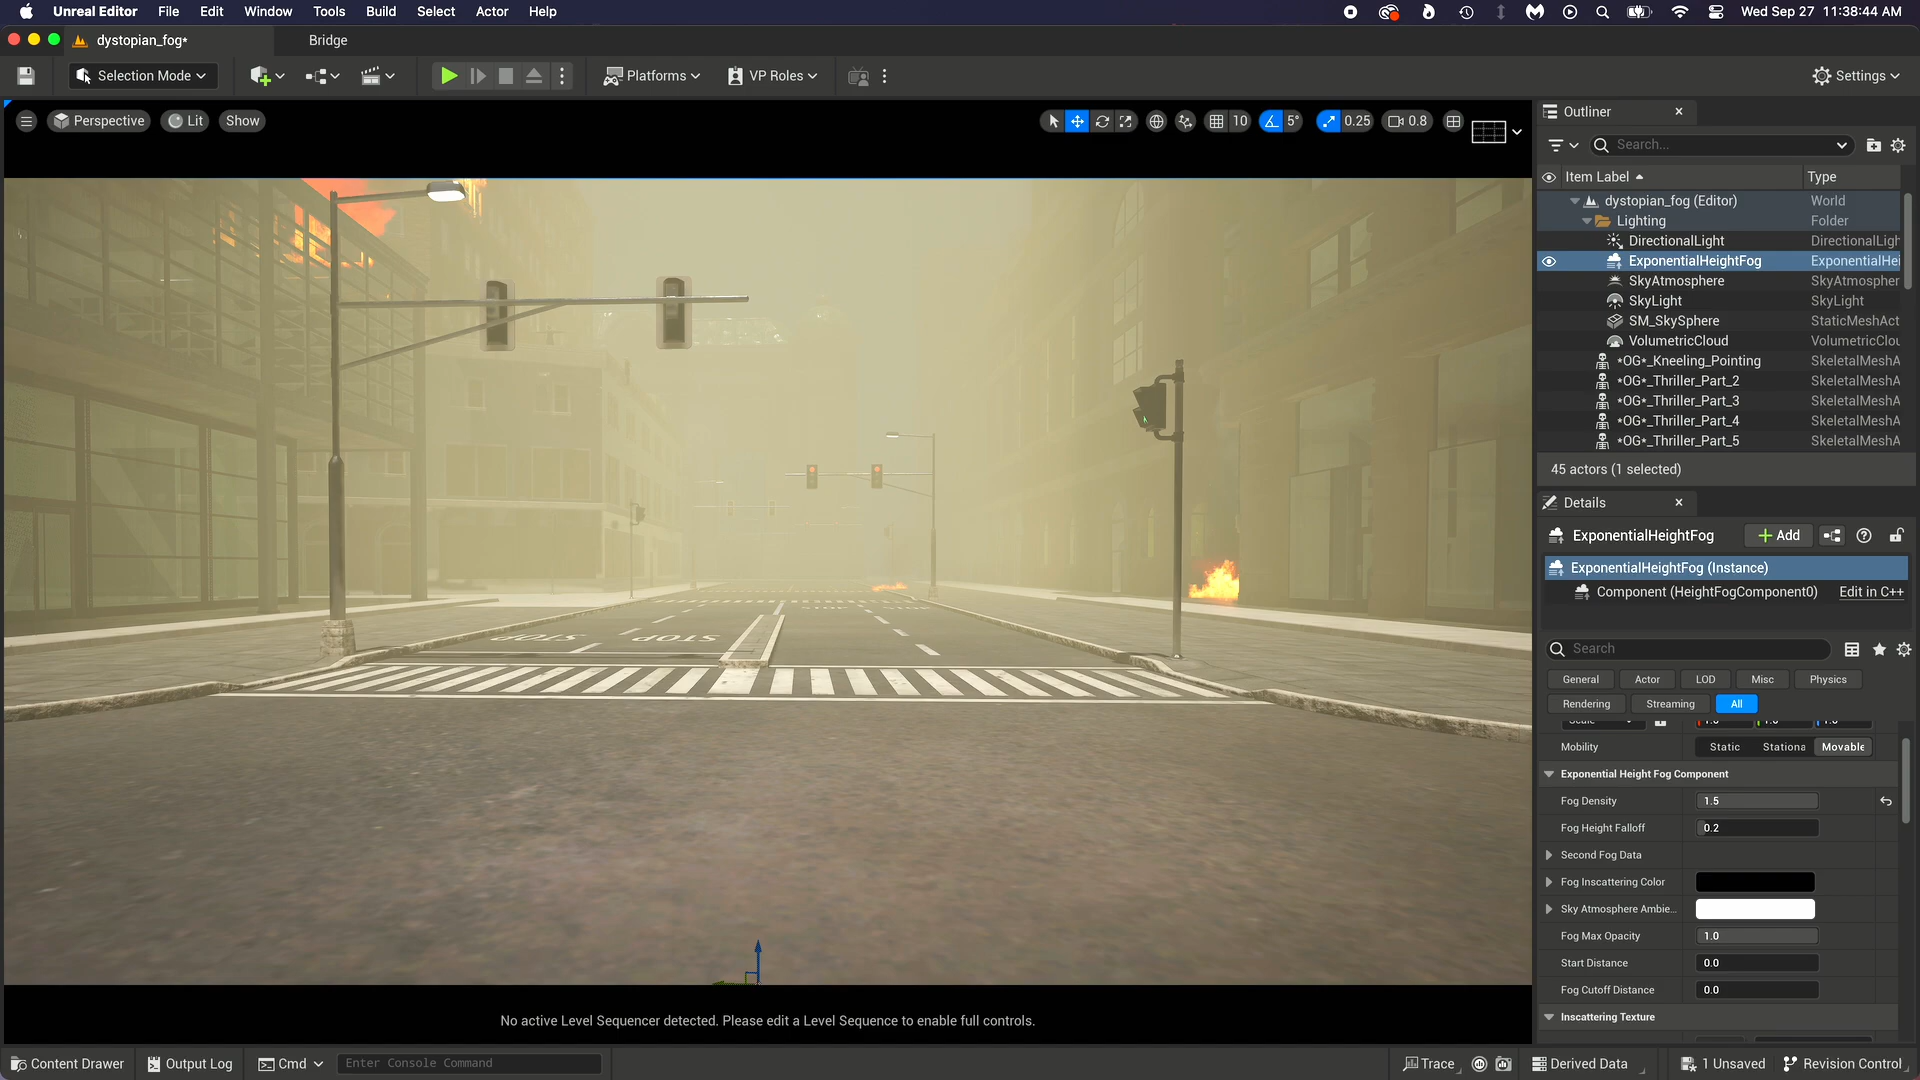 Unreal Editor File Edit Window Tools Build Select Actor Help Wed Sep 27 11:38:44 AM
dystopian_fog* Bridge
Selection Mode Platforms VP Roles Settings
Perspective Lit Show 10 5° 0.25 0.8
Outliner
Search...
Item Label Type
dystopian_fog (Editor) World
Lighting Folder
DirectionalLight DirectionalLigh
ExponentialHeightFog ExponentialHei
SkyAtmosphere SkyAtmospher
SkyLight SkyLight
SM_SkySphere StaticMeshAct
VolumetricCloud VolumetricClou
*OG*_Kneeling_Pointing SkeletalMeshA
*OG*_Thriller_Part_2 SkeletalMeshA
*OG*_Thriller_Part_3 SkeletalMeshA
*OG*_Thriller_Part_4 SkeletalMeshA
*OG*_Thriller_Part_5 SkeletalMeshA
45 actors (1 selected)
Details
ExponentialHeightFog Add
ExponentialHeightFog (Instance)
Component (HeightFogComponent0) Edit in C++
Search
General Actor LOD Misc Physics
Rendering Streaming All
Mobility Static Stationa Movable
Exponential Height Fog Component
Fog Density 1.5
Fog Height Falloff 0.2
Second Fog Data
Fog Inscattering Color
Sky Atmosphere Ambie...
Fog Max Opacity 1.0
Start Distance 0.0
Fog Cutoff Distance 0.0
Inscattering Texture
STOP STOP
No active Level Sequencer detected. Please edit a Level Sequence to enable full controls.
Content Drawer Output Log Cmd Enter Console Command Trace Derived Data 1 Unsaved Revision Control